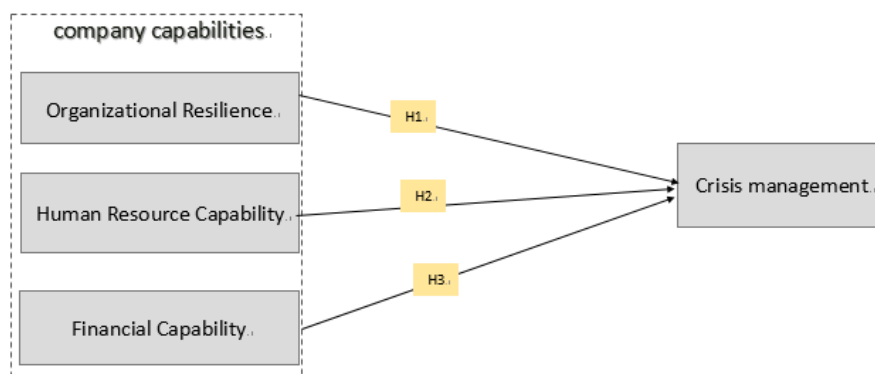 company capabilities
Organizational Resilience
H1
Human Resource Capability
H2
Crisis management
H3
Financial Capability